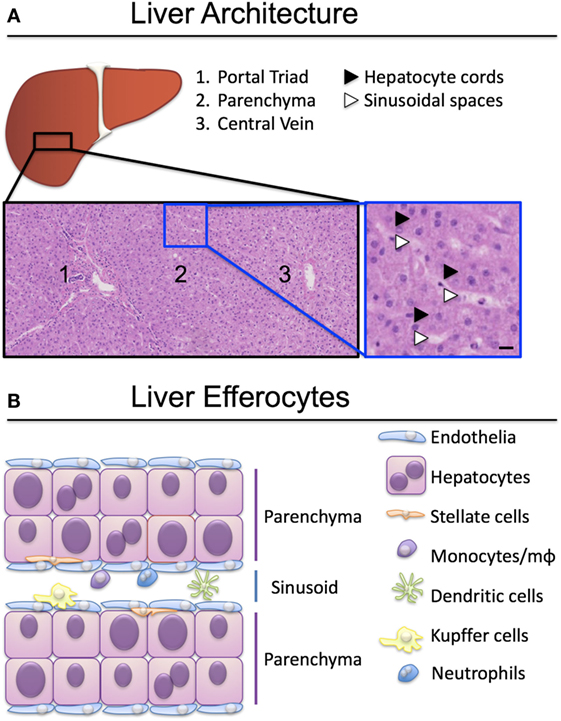 A
Liver Architecture
1. Portal Triad
2. Parenchyma
3. Central Vein
Hepatocyte cords
Sinusoidal spaces
1
2
3
B
Liver Efferocytes
Parenchyma
Sinusoid
Parenchyma
Endothelia
Hepatocytes
Stellate cells
Monocytes/mϕ
Dendritic cells
Kupffer cells
Neutrophils